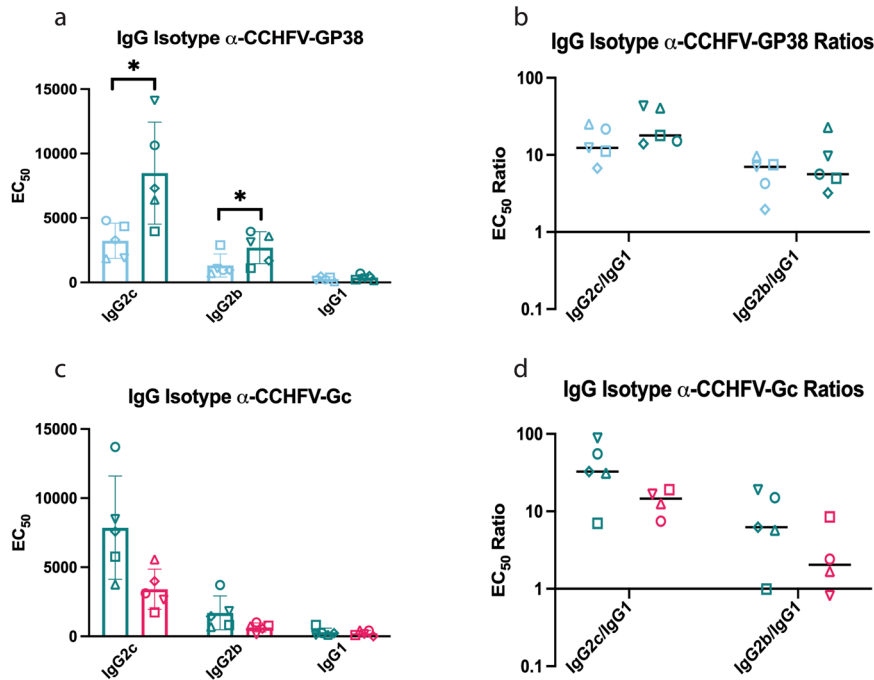 a
IgG Isotype α-CCHFV-GP38
*
*
15000
10000
5000
0
EC50
IgG2c
IgG2b
IgG1
b
IgG Isotype α-CCHFV-GP38 Ratios
100
10
1
0.1
EC50 Ratio
IgG2c/IgG1
IgG2b/IgG1
c
IgG Isotype α-CCHFV-Gc
15000
10000
5000
0
EC50
IgG2c
IgG2b
IgG1
d
IgG Isotype α-CCHFV-Gc Ratios
100
10
1
0.1
EC50 Ratio
IgG2c/IgG1
IgG2b/IgG1